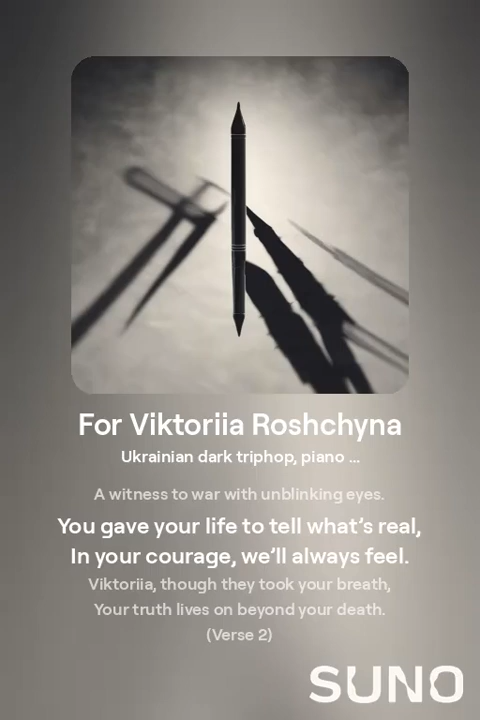 For Viktoriia Roshchyna
Ukrainian dark triphop, piano ...
A witness to war with unblinking eyes.
You gave your life to tell what's real,
In your courage, we'll always feel.
Viktoriia, though they took your breath,
Your truth lives on beyond your death.
(Verse 2)
SUNO